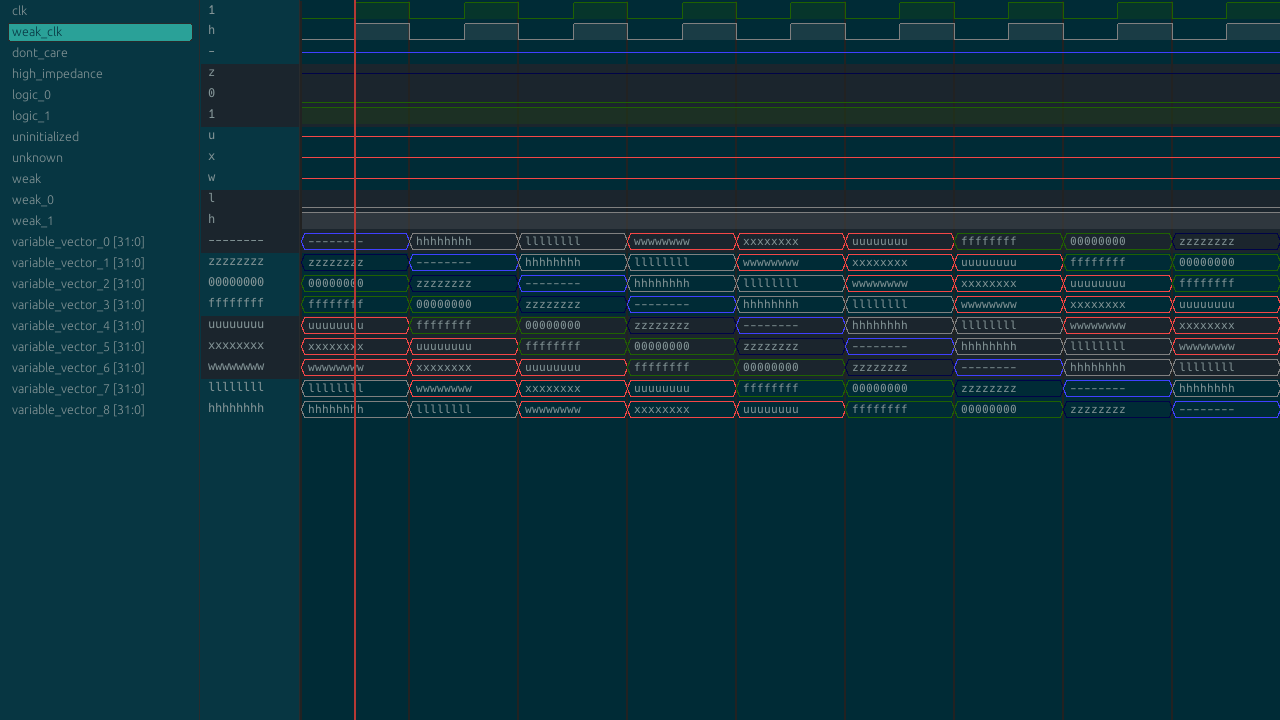 clk 1
weak_clk h
dont_care -
high_impedance z
logic_0 0
logic_1 1
uninitialized u
unknown x
weak w
weak_0 l
weak_1 h
variable_vector_0 [31:0] -------- -------- hhhhhhhh llllllll wwwwwwww xxxxxxxx uuuuuuuu ffffffff 00000000 zzzzzzzz
variable_vector_1 [31:0] zzzzzzzz zzzzzzzz -------- hhhhhhhh llllllll wwwwwwww xxxxxxxx uuuuuuuu ffffffff 00000000
variable_vector_2 [31:0] 00000000 00000000 zzzzzzzz -------- hhhhhhhh llllllll wwwwwwww xxxxxxxx uuuuuuuu ffffffff
variable_vector_3 [31:0] ffffffff ffffffff 00000000 zzzzzzzz -------- hhhhhhhh llllllll wwwwwwww xxxxxxxx uuuuuuuu
variable_vector_4 [31:0] uuuuuuuu uuuuuuuu ffffffff 00000000 zzzzzzzz -------- hhhhhhhh llllllll wwwwwwww xxxxxxxx
variable_vector_5 [31:0] xxxxxxxx xxxxxxxx uuuuuuuu ffffffff 00000000 zzzzzzzz -------- hhhhhhhh llllllll wwwwwwww
variable_vector_6 [31:0] wwwwwwww wwwwwwww xxxxxxxx uuuuuuuu ffffffff 00000000 zzzzzzzz -------- hhhhhhhh llllllll
variable_vector_7 [31:0] llllllll llllllll wwwwwwww xxxxxxxx uuuuuuuu ffffffff 00000000 zzzzzzzz -------- hhhhhhhh
variable_vector_8 [31:0] hhhhhhhh hhhhhhhh llllllll wwwwwwww xxxxxxxx uuuuuuuu ffffffff 00000000 zzzzzzzz --------